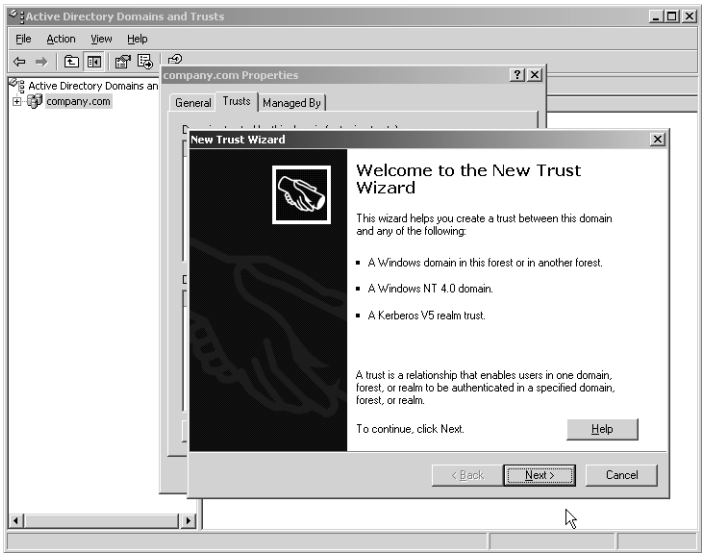 Active Directory Domains and Trusts
File Action View Help
company.com Properties
Active Directory Domains an
company.com
General Trusts Managed By
New Trust Wizard
Welcome to the New Trust
Wizard
This wizard helps you create a trust between this domain
and any of the following:
A Windows domain in this forest or in another forest.
A Windows NT 4.0 domain.
A Kerberos V5 realm trust.
A trust is a relationship that enables users in one domain,
forest, or realm to be authenticated in a specified domain,
forest, or realm.
To continue, click Next.
Help
< Back Next > Cancel